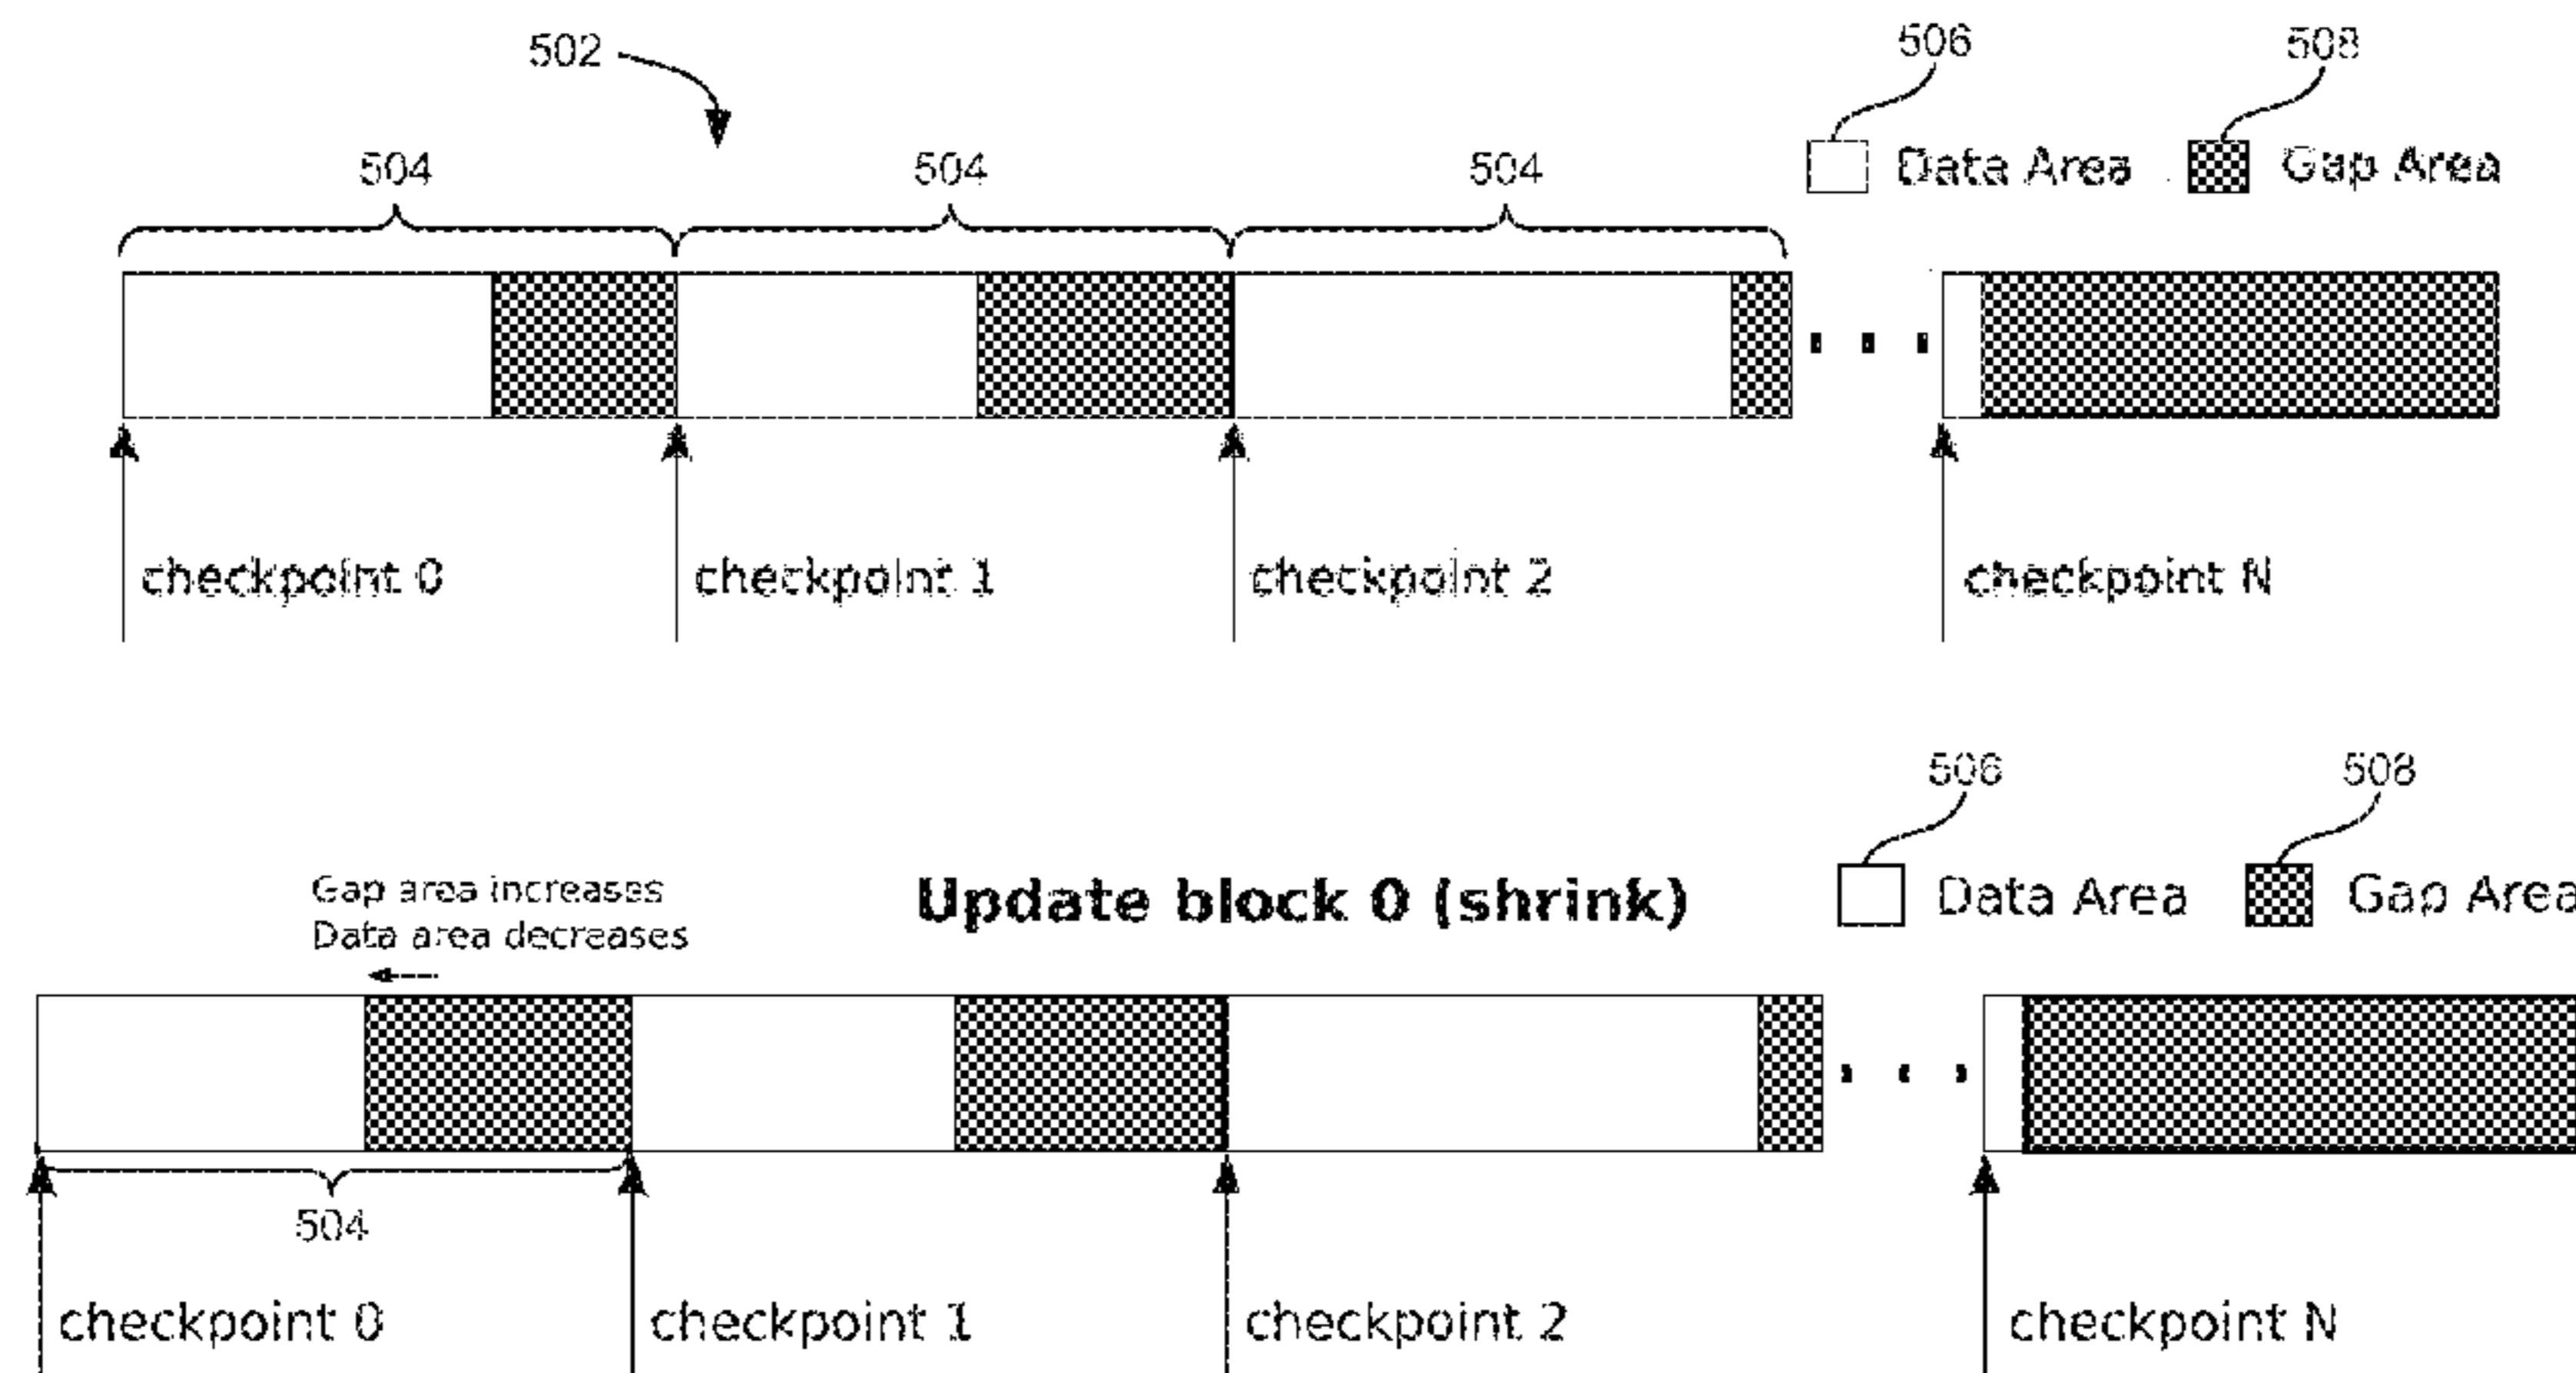 502
506
508
504
504
504
Data Area
Gap Area
checkpoint 0
checkpoint 1
checkpoint 2
checkpoint N
506
508
Gap area increases
Data area decreases
Update block 0 (shrink)
Data Area
Gap Area
504
checkpoint 0
checkpoint 1
checkpoint 2
checkpoint N